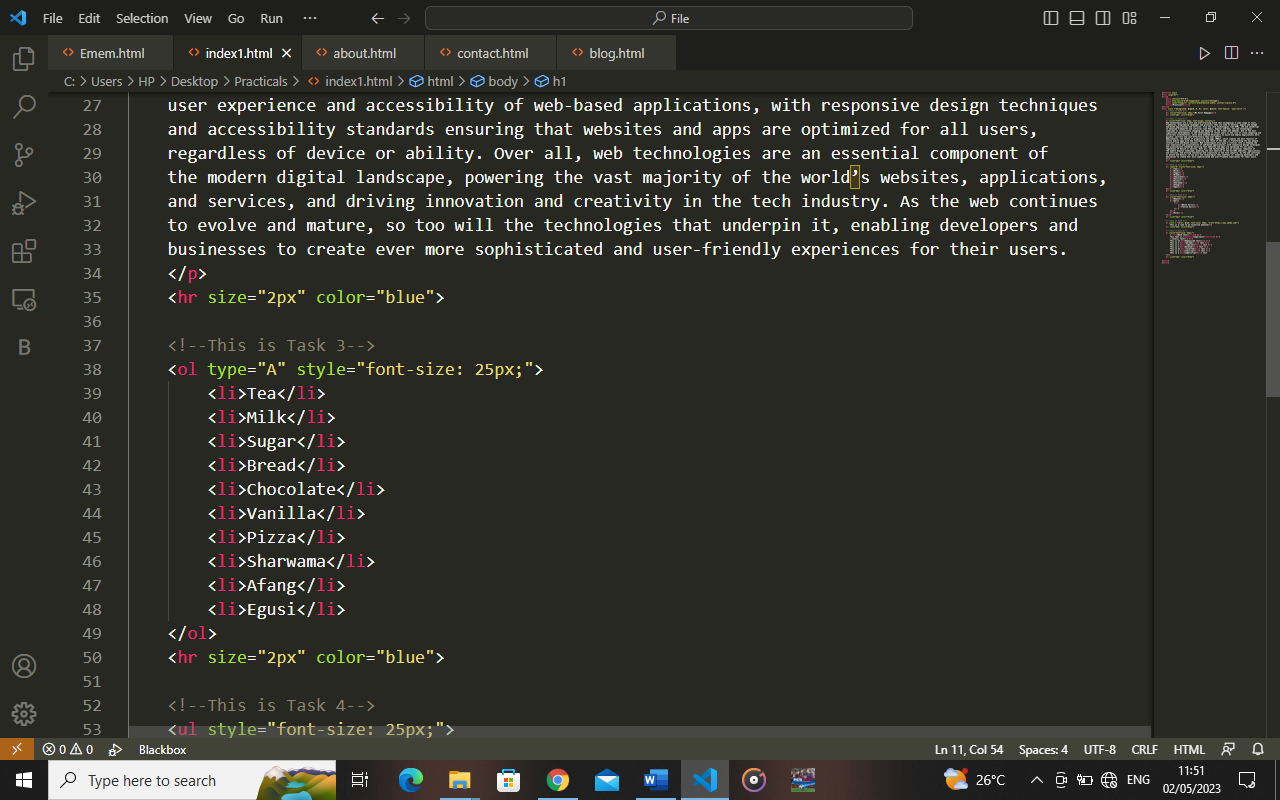 File Edit Selection View Go Run ··· File
Emem.html index1.html about.html contact.html blog.html
C: > Users > HP > Desktop > Practicals > index1.html > html > body > h1
27 user experience and accessibility of web-based applications, with responsive design techniques
28 and accessibility standards ensuring that websites and apps are optimized for all users,
29 regardless of device or ability. Over all, web technologies are an essential component of
30 the modern digital landscape, powering the vast majority of the world’s websites, applications,
31 and services, and driving innovation and creativity in the tech industry. As the web continues
32 to evolve and mature, so too will the technologies that underpin it, enabling developers and
33 businesses to create ever more sophisticated and user-friendly experiences for their users.
34 </p>
35 <hr size="2px" color="blue">
36
37 <!--This is Task 3-->
38 <ol type="A" style="font-size: 25px;">
39 <li>Tea</li>
40 <li>Milk</li>
41 <li>Sugar</li>
42 <li>Bread</li>
43 <li>Chocolate</li>
44 <li>Vanilla</li>
45 <li>Pizza</li>
46 <li>Sharwama</li>
47 <li>Afang</li>
48 <li>Egusi</li>
49 </ol>
50 <hr size="2px" color="blue">
51
52 <!--This is Task 4-->
53 <ul style="font-size: 25px;">
0 0 Blackbox Ln 11, Col 54 Spaces: 4 UTF-8 CRLF HTML
Type here to search 26°C ENG 11:51
02/05/2023